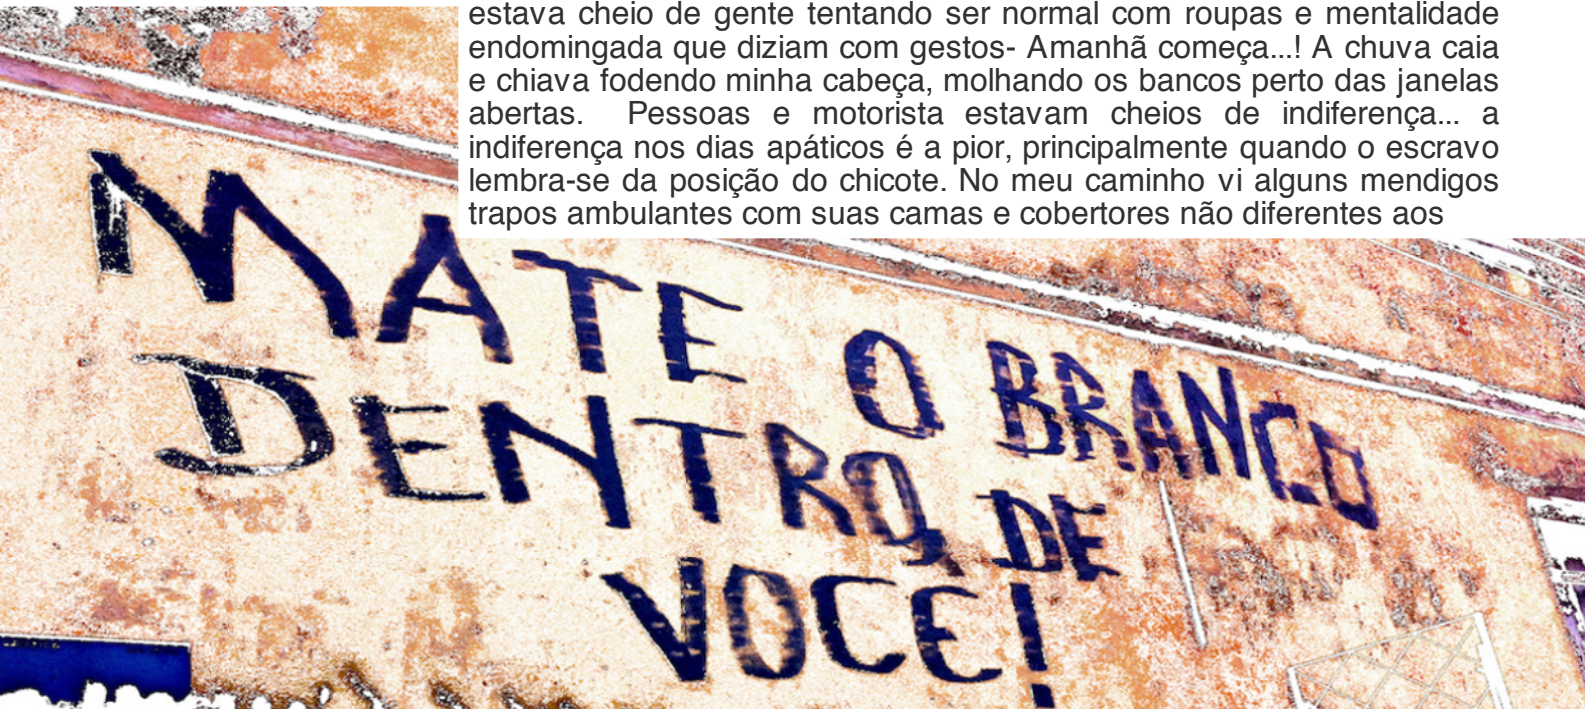 estava cheio de gente tentando ser normal com roupas e mentalidade
endomingada que diziam com gestos- Amanhã começa...! A chuva caia
e chiava fodendo minha cabeça, molhando os bancos perto das janelas
abertas. Pessoas e motorista estavam cheios de indiferença... a
indiferença nos dias apáticos é a pior, principalmente quando o escravo
lembra-se da posição do chicote. No meu caminho vi alguns mendigos
trapos ambulantes com suas camas e cobertores não diferentes aos
MATE O BRANCO
DENTRO DE
VOCE!